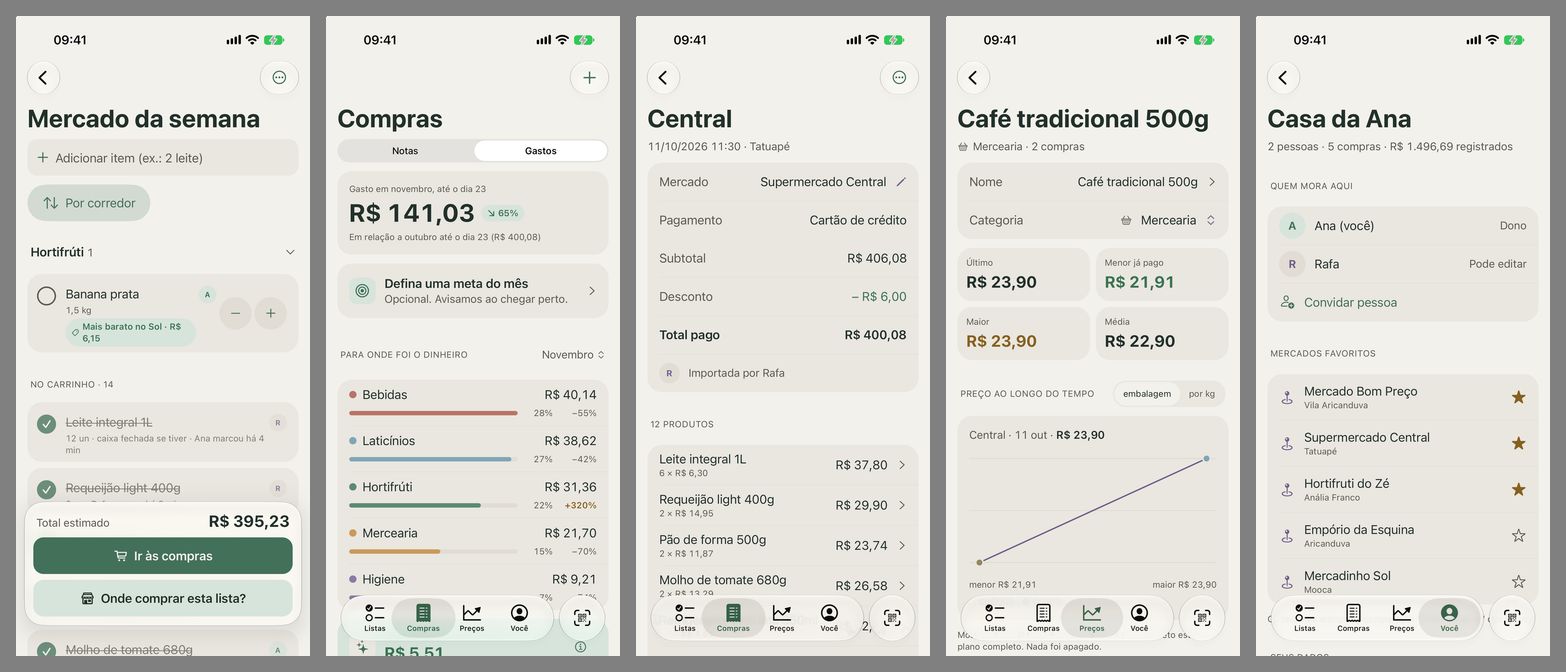 09:41
Mercado da semana
Adicionar item (ex.: 2 leite)
Por corredor
Hortifrúti 1
Banana prata
A
1,5 kg
Mais barato no Sol · R$
6,15
NO CARRINHO · 14
Leite integral 1L
R
12 un · caixa fechada se tiver · Ana marcou há 4
min
Requeijão light 400g
R
Total estimado
R$ 395,23
Ir às compras
Onde comprar esta lista?
Molho de tomate 680g
A
09:41
Compras
Notas
Gastos
Gasto em novembro, até o dia 23
R$ 141,03
65%
Em relação a outubro até o dia 23 (R$ 400,08)
Defina uma meta do mês
Opcional. Avisamos ao chegar perto.
PARA ONDE FOI O DINHEIRO
Novembro
Bebidas
R$ 40,14
28%
−55%
Laticínios
R$ 38,62
27%
−42%
Hortifrúti
R$ 31,36
22%
+320%
Mercearia
R$ 21,70
15%
−70%
Higiene
R$ 9,21
Listas
Compras
Preços
Você
R$ 5,51
09:41
Central
11/10/2026 11:30 · Tatuapé
Mercado
Supermercado Central
Pagamento
Cartão de crédito
Subtotal
R$ 406,08
Desconto
− R$ 6,00
Total pago
R$ 400,08
R
Importada por Rafa
12 PRODUTOS
Leite integral 1L
R$ 37,80
6 × R$ 6,30
Requeijão light 400g
R$ 29,90
2 × R$ 14,95
Pão de forma 500g
R$ 23,74
2 × R$ 11,87
Molho de tomate 680g
R$ 26,58
2 × R$ 13,29
Listas
Compras
Preços
Você
09:41
Café tradicional 500g
Mercearia · 2 compras
Nome
Café tradicional 500g
Categoria
Mercearia
Último
R$ 23,90
Menor já pago
R$ 21,91
Maior
R$ 23,90
Média
R$ 22,90
PREÇO AO LONGO DO TEMPO
embalagem
por kg
Central · 11 out · R$ 23,90
menor R$ 21,91
maior R$ 23,90
Listas
Compras
Preços
Você
plano completo. Nada foi apagado.
09:41
Casa da Ana
2 pessoas · 5 compras · R$ 1.496,69 registrados
QUEM MORA AQUI
A
Ana (você)
Dono
R
Rafa
Pode editar
Convidar pessoa
MERCADOS FAVORITOS
Mercado Bom Preço
Vila Aricanduva
Supermercado Central
Tatuapé
Hortifruti do Zé
Anália Franco
Empório da Esquina
Aricanduva
Mercadinho Sol
Mooca
Listas
Compras
Preços
Você